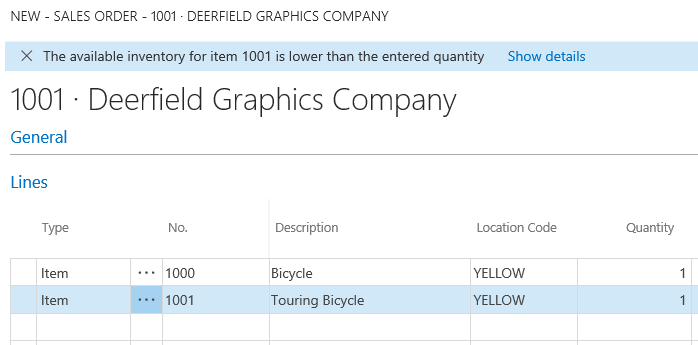 NEW - SALES ORDER - 1001 · DEERFIELD GRAPHICS COMPANY
The available inventory for item 1001 is lower than the entered quantity Show details
1001 · Deerfield Graphics Company
General
Lines
Type No. Description Location Code Quantity
Item ··· 1000 Bicycle YELLOW 1
Item ··· 1001 Touring Bicycle YELLOW 1